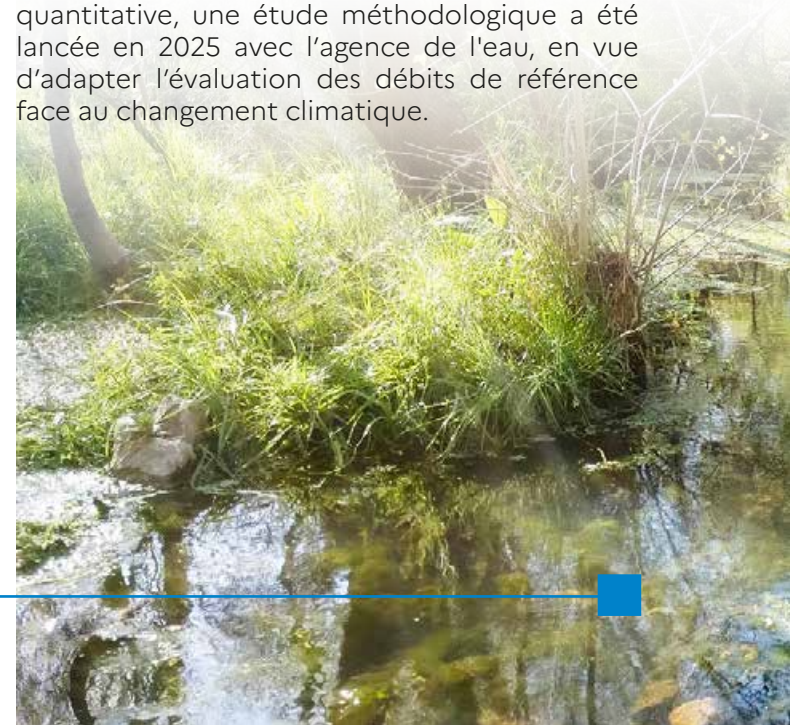 quantitative, une étude méthodologique a été
lancée en 2025 avec l’agence de l'eau, en vue
d’adapter l’évaluation des débits de référence
face au changement climatique.